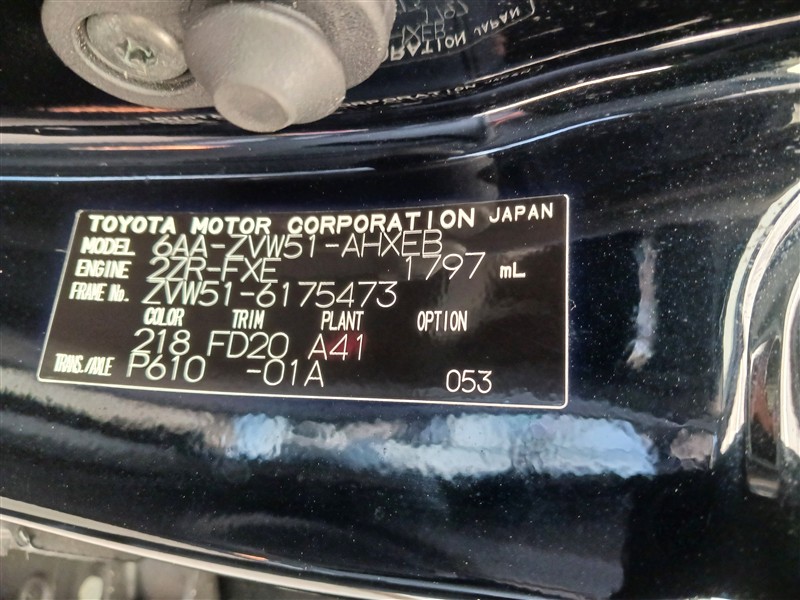 TOYOTA MOTOR CORPORATION JAPAN
MODEL 6AA-ZVW51-AHXEB
ENGINE 2ZR-FXE 1797 mL
FRAME No. ZVW51-6175473
COLOR TRIM PLANT OPTION
218 FD20 A41
TRANS./AXLE P610 -01A 053